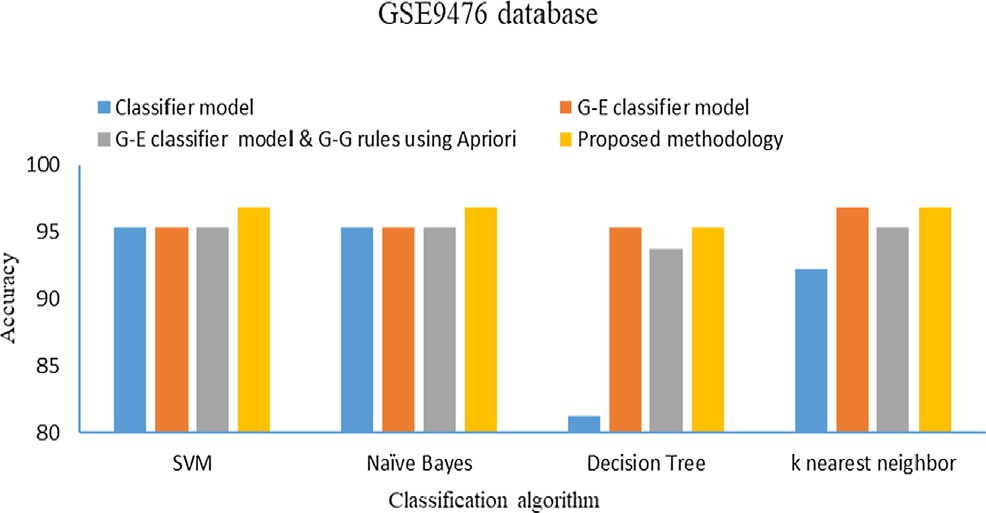 GSE9476 database
Classifier model
G-E classifier model
G-E classifier model & G-G rules using Apriori
Proposed methodology
100
95
90
85
80
Accuracy
SVM
Naïve Bayes
Decision Tree
k nearest neighbor
Classification algorithm